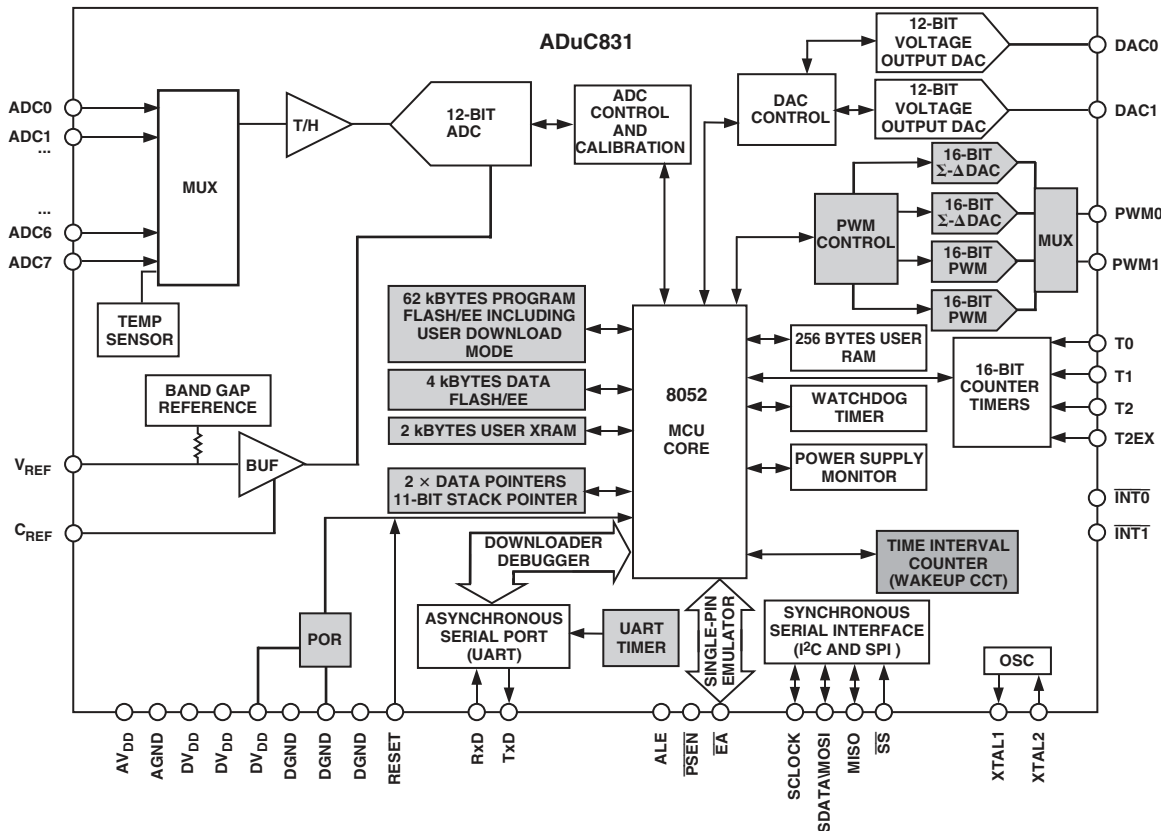 ADuC831
12-BIT
VOLTAGE
OUTPUT DAC
DAC0
ADC0
ADC1
...
...
ADC6
ADC7
MUX
T/H
12-BIT
ADC
ADC
CONTROL
AND
CALIBRATION
DAC
CONTROL
12-BIT
VOLTAGE
OUTPUT DAC
DAC1
16-BIT
Σ-Δ DAC
16-BIT
Σ-Δ DAC
PWM
CONTROL
16-BIT
PWM
16-BIT
PWM
MUX
PWM0
PWM1
TEMP
SENSOR
62 kBYTES PROGRAM
FLASH/EE INCLUDING
USER DOWNLOAD
MODE
4 kBYTES DATA
FLASH/EE
2 kBYTES USER XRAM
2 × DATA POINTERS
11-BIT STACK POINTER
8052
MCU
CORE
256 BYTES USER
RAM
WATCHDOG
TIMER
POWER SUPPLY
MONITOR
16-BIT
COUNTER
TIMERS
T0
T1
T2
T2EX
INT0
INT1
BAND GAP
REFERENCE
VREF
BUF
CREF
DOWNLOADER
DEBUGGER
TIME INTERVAL
COUNTER
(WAKEUP CCT)
POR
ASYNCHRONOUS
SERIAL PORT
(UART)
UART
TIMER
SINGLE-PIN
EMULATOR
SYNCHRONOUS
SERIAL INTERFACE
(I2C AND SPI )
OSC
AVDD
AGND
DVDD
DVDD
DVDD
DGND
DGND
DGND
RESET
RxD
TxD
ALE
PSEN
EA
SCLOCK
SDATA\MOSI
MISO
SS
XTAL1
XTAL2